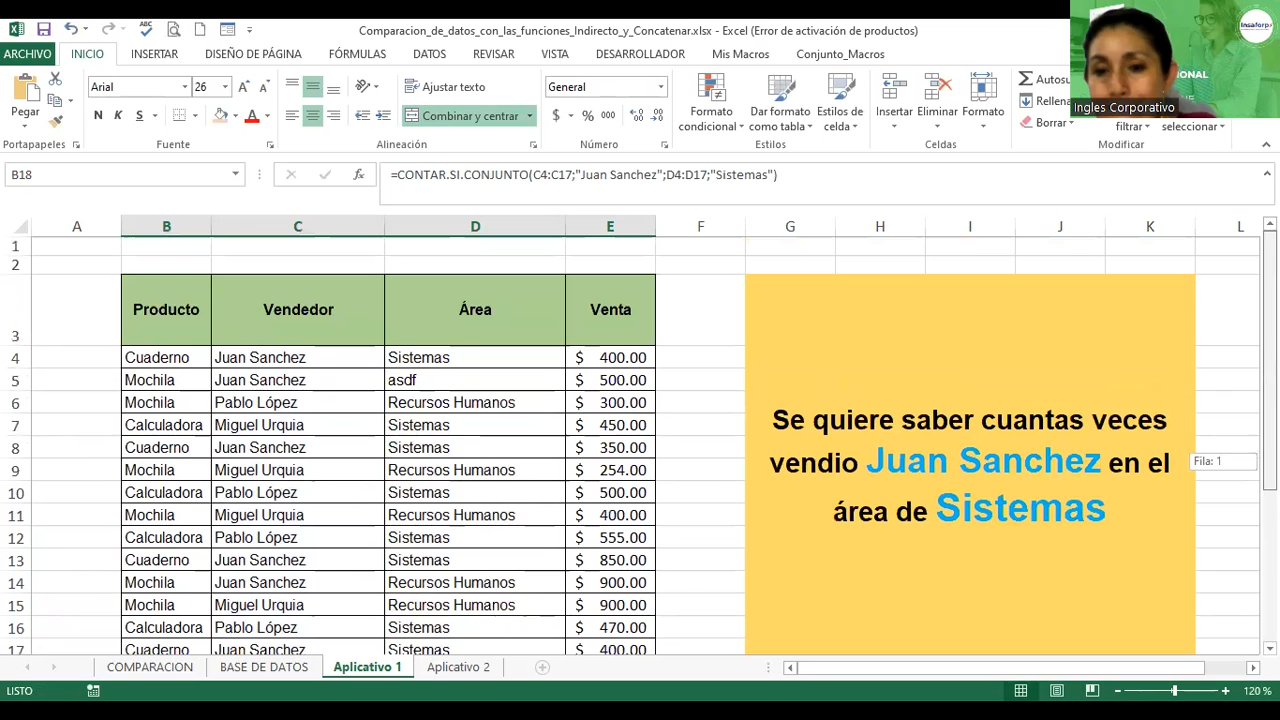 Comparacion_de_datos_con_las_funciones_Indirecto_y_Concatenar.xlsx - Excel (Error de activación de productos)
ARCHIVO INICIO INSERTAR DISEÑO DE PÁGINA FÓRMULAS DATOS REVISAR VISTA DESARROLLADOR Mis Macros Conjunto_Macros
Insaforp
IONAL
Ingles Corporativo
Arial 26
Ajustar texto
General
Autosu
Pegar
N K S
Combinar y centrar
$ % 000
Formato condicional
Dar formato como tabla
Estilos de celda
Insertar Eliminar Formato
Rellena
Borrar
filtrar seleccionar
Portapapeles Fuente Alineación Número Estilos Celdas Modificar
B18 fx =CONTAR.SI.CONJUNTO(C4:C17;"Juan Sanchez";D4:D17;"Sistemas")
A B C D E F G H I J K L
1
2
3 Producto Vendedor Área Venta
4 Cuaderno Juan Sanchez Sistemas $ 400.00
5 Mochila Juan Sanchez asdf $ 500.00
6 Mochila Pablo López Recursos Humanos $ 300.00
7 Calculadora Miguel Urquia Sistemas $ 450.00
8 Cuaderno Juan Sanchez Sistemas $ 350.00
9 Mochila Miguel Urquia Recursos Humanos $ 254.00
10 Calculadora Pablo López Sistemas $ 500.00
11 Mochila Miguel Urquia Recursos Humanos $ 400.00
12 Calculadora Pablo López Sistemas $ 555.00
13 Cuaderno Juan Sanchez Sistemas $ 850.00
14 Mochila Juan Sanchez Recursos Humanos $ 900.00
15 Mochila Miguel Urquia Recursos Humanos $ 900.00
16 Calculadora Pablo López Sistemas $ 470.00
17 Cuaderno Juan Sanchez Sistemas $ 400.00
Se quiere saber cuantas veces
vendio Juan Sanchez en el
área de Sistemas
Fila: 1
COMPARACION BASE DE DATOS Aplicativo 1 Aplicativo 2
LISTO 120 %